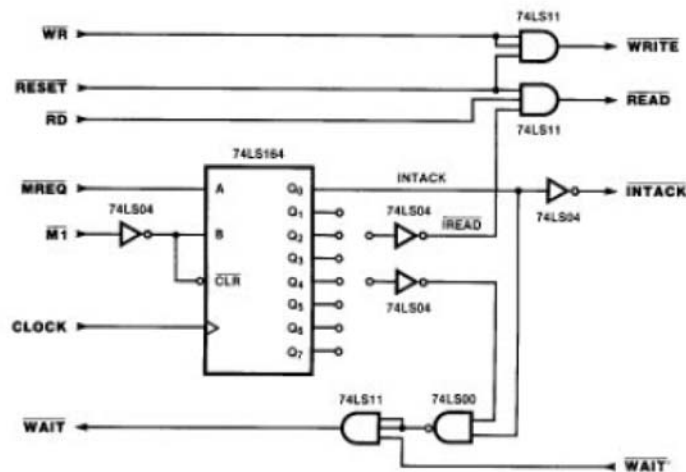 74LS11
WR
WRITE
RESET
READ
RD
74LS11
74LS164
MREQ
A
Q0
INTACK
INTACK
74LS04
Q1
74LS04
74LS04
M1
B
Q2
IREAD
Q3
CLR
Q4
Q5
74LS04
CLOCK
Q6
Q7
74LS11
74LS00
WAIT
WAIT'